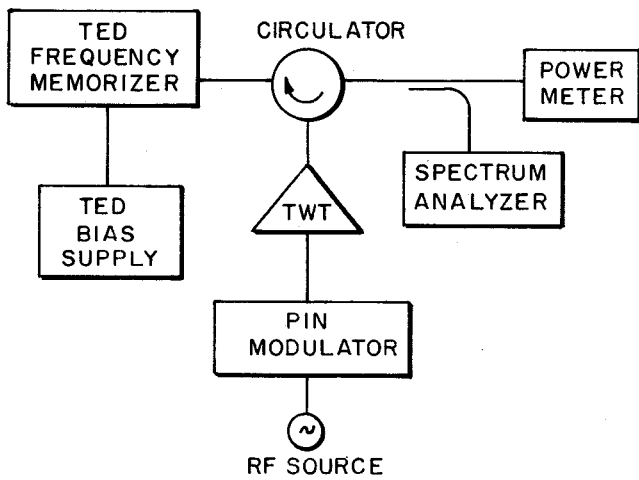 TED
FREQUENCY
MEMORIZER
CIRCULATOR
POWER
METER
SPECTRUM
ANALYZER
TED
BIAS
SUPPLY
TWT
PIN
MODULATOR
~
RF SOURCE